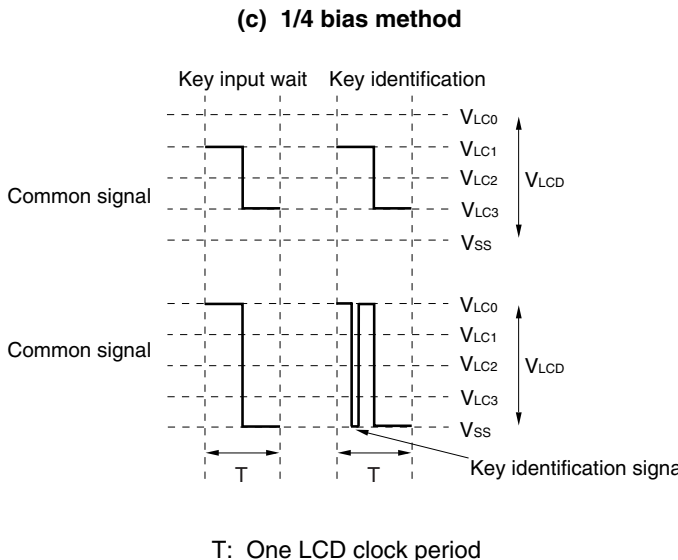 (c) 1/4 bias method
Key input wait Key identification
VLC0
VLC1
VLC2
VLC3
VSS
Common signal
VLCD
VLC0
VLC1
VLC2
VLC3
VSS
Common signal
VLCD
T T
Key identification signa
T: One LCD clock period